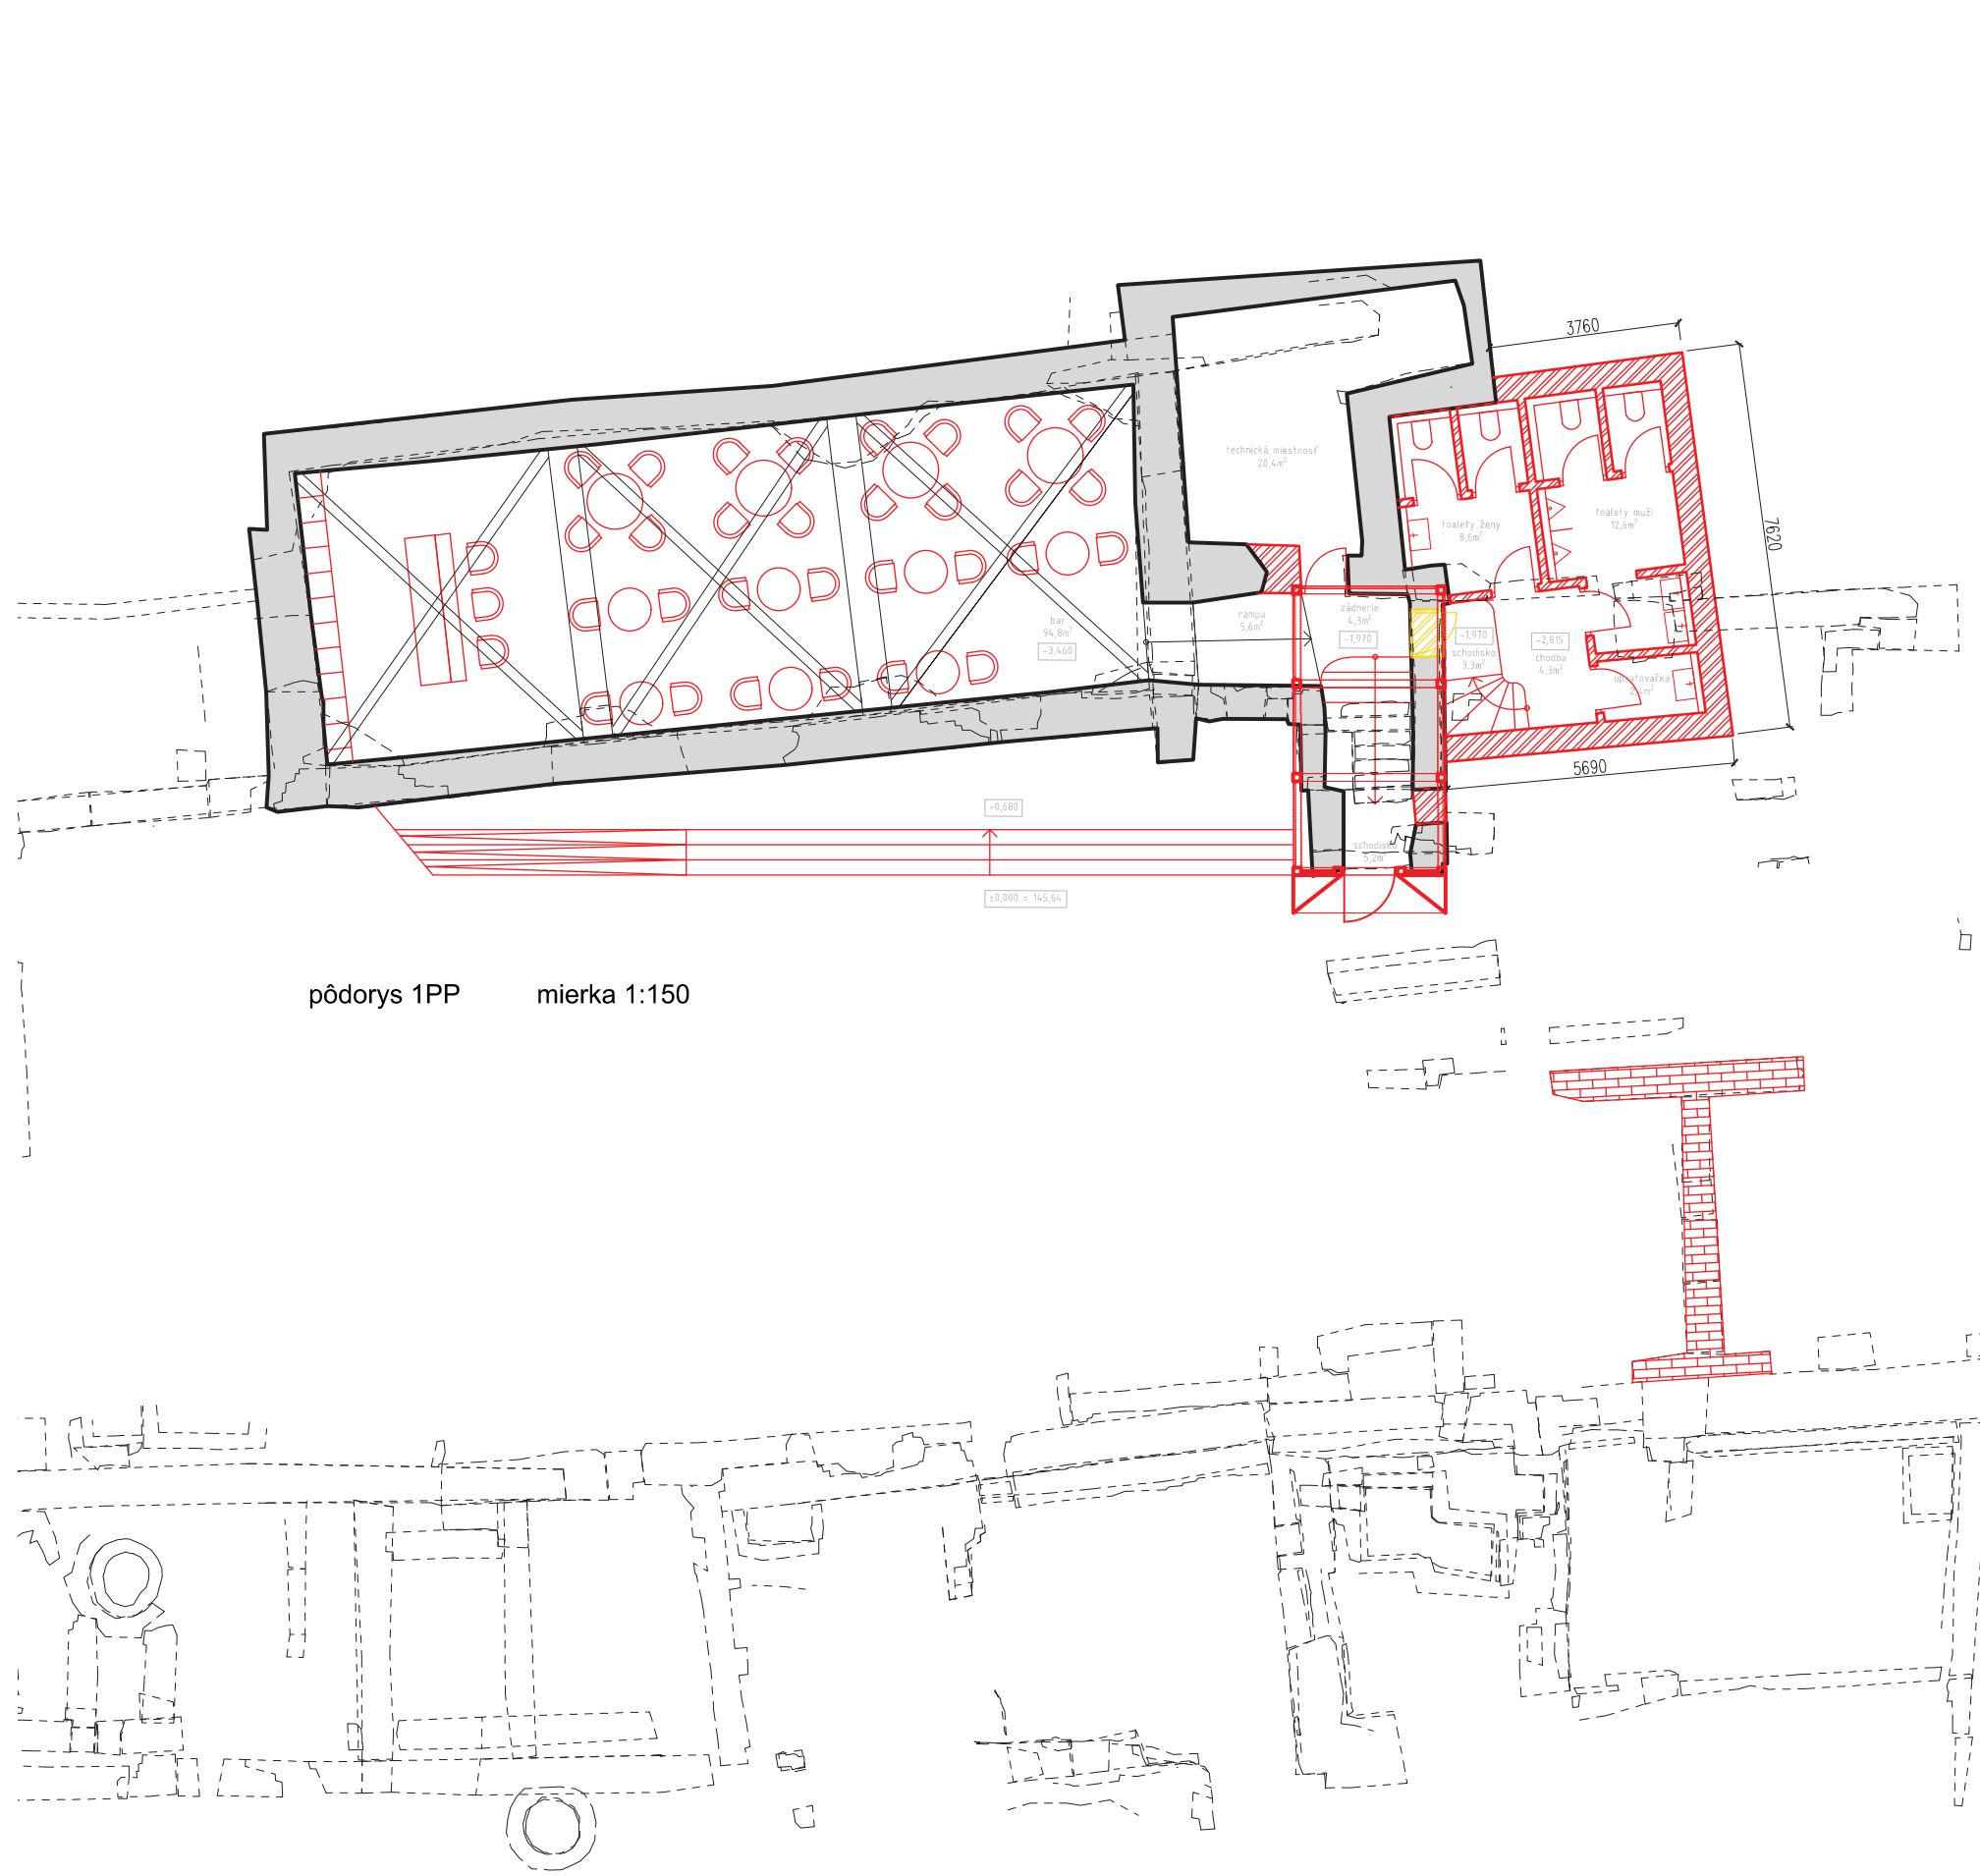 3760
7620
technická miestnosť
20,4m²
toalety ženy
8,6m²
toalety muži
12,6m²
bar
94,8m²
-3,460
rampa
5,6m²
zádnerie
4,3m²
-1,970
-1,970
schodisko
3,3m²
-2,815
chodba
4,3m²
upratovačka
2,4m²
5690
+0,680
schodisko
5,2m²
±0,000 = 145,64
pôdorys 1PP mierka 1:150